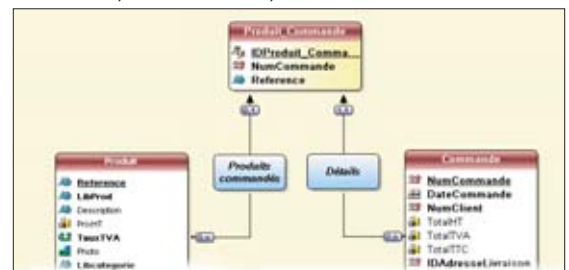 Produit_Commande
IDProduit_Comma...
NumCommande
Reference
Produits
commandés
Détails
Produit
Reference
LibProd
Description
PrixHT
TauxTVA
Photo
LibCategorie
Commande
NumCommande
DateCommande
NumClient
TotalHT
TotalTVA
TotalTTC
IDAdresseLivraison